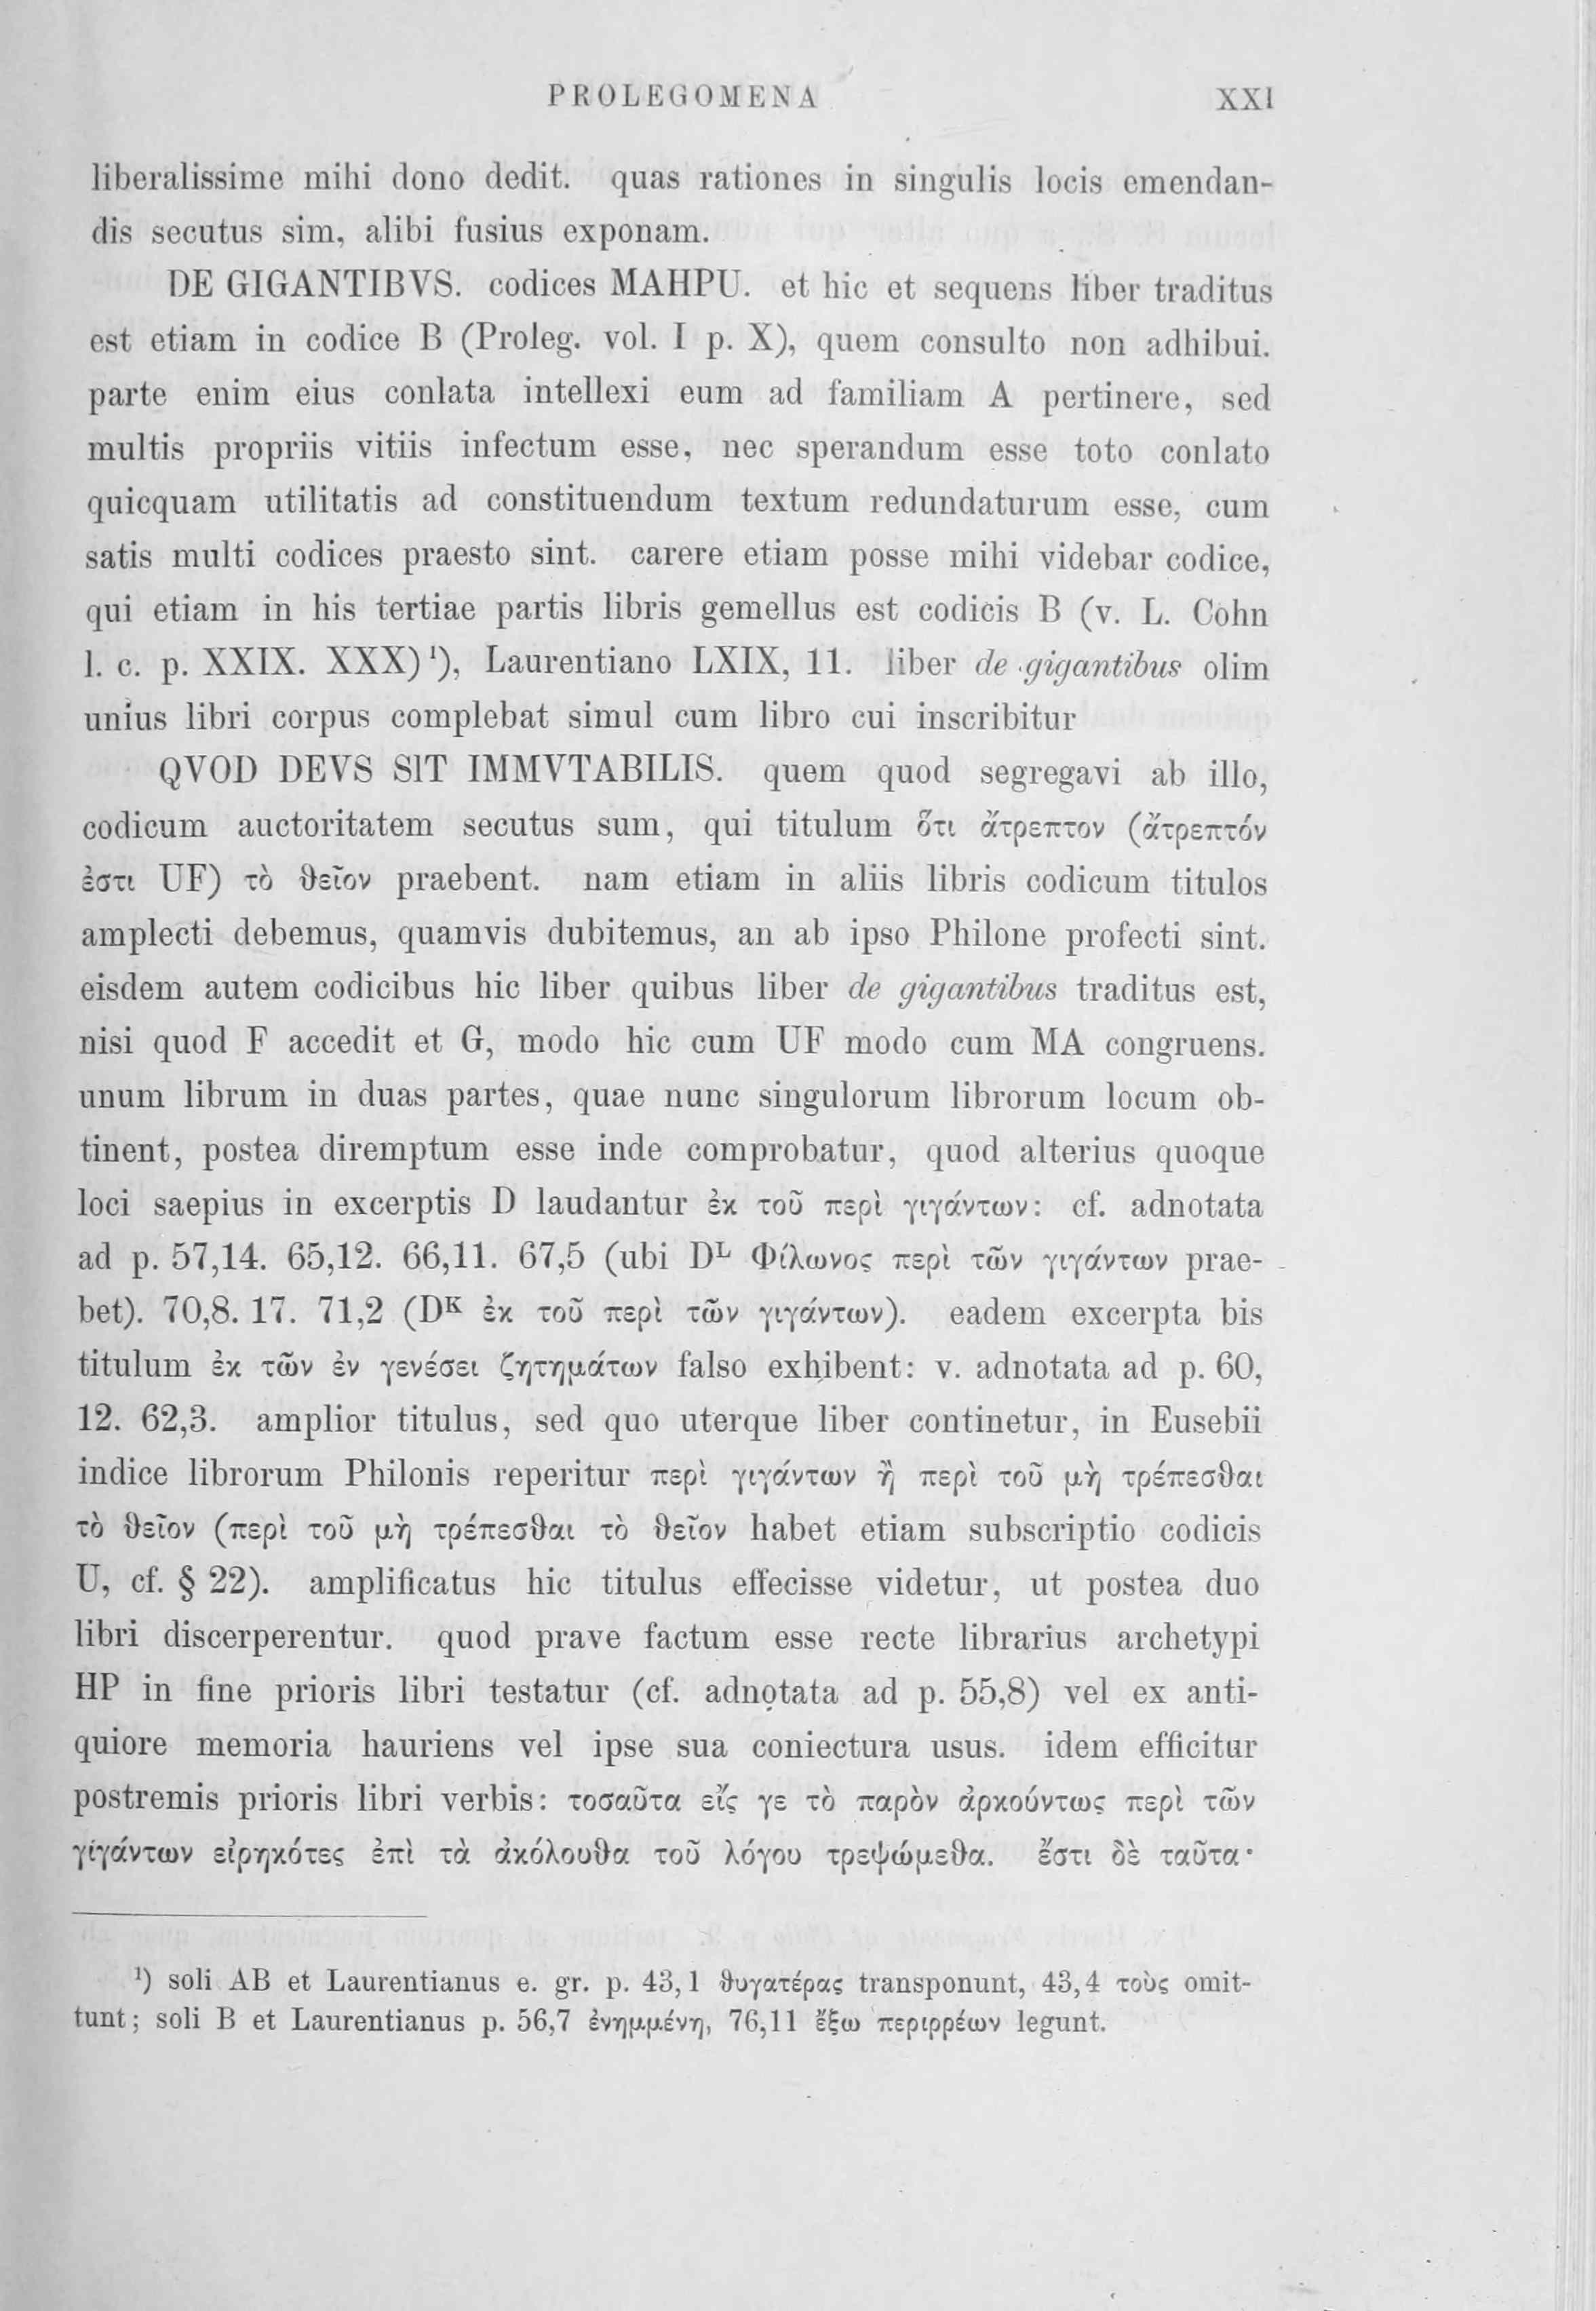 PROLEGOMENA XXI
liberalissime mihi dono dedit. quas rationes in singulis locis emendan-
dis secutus sim, alibi fusius exponam.
DE GIGANTIBVS. codices MAHPU. et hic et sequens liber traditus
est etiam in codice B (Proleg. vol. I p. X), quem consulto non adhibui.
parte enim eius conlata intellexi eum ad familiam A pertinere, sed
multis propriis vitiis infectum esse, nec sperandum esse toto conlato
quicquam utilitatis ad constituendum textum redundaturum esse, cum
satis multi codices praesto sint. carere etiam posse mihi videbar codice,
qui etiam in his tertiae partis libris gemellus est codicis B (v. L. Cohn
l. c. p. XXIX. XXX)¹), Laurentiano LXIX, 11. liber de gigantibus olim
unius libri corpus complebat simul cum libro cui inscribitur
QVOD DEVS SIT IMMVTABILIS. quem quod segregavi ab illo,
codicum auctoritatem secutus sum, qui titulum ὅτι ἄτρεπτον (ἄτρεπτόν
ἐστι UF) τὸ ϑεῖον praebent. nam etiam in aliis libris codicum titulos
amplecti debemus, quamvis dubitemus, an ab ipso Philone profecti sint.
eisdem autem codicibus hic liber quibus liber de gigantibus traditus est,
nisi quod F accedit et G, modo hic cum UF modo cum MA congruens.
unum librum in duas partes, quae nunc singulorum librorum locum ob-
tinent, postea diremptum esse inde comprobatur, quod alterius quoque
loci saepius in excerptis D laudantur ἐκ τοῦ περὶ γιγάντων: cf. adnotata
ad p. 57,14. 65,12. 66,11. 67,5 (ubi Dᴸ Φίλωνος περὶ τῶν γιγάντων prae-
bet). 70,8. 17. 71,2 (Dᴷ ἐκ τοῦ περὶ τῶν γιγάντων). eadem excerpta bis
titulum ἐκ τῶν ἐν γενέσει ζητημάτων falso exhibent: v. adnotata ad p. 60,
12. 62,3. amplior titulus, sed quo uterque liber continetur, in Eusebii
indice librorum Philonis reperitur περὶ γιγάντων ἢ περὶ τοῦ μὴ τρέπεσϑαι
τὸ ϑεῖον (περὶ τοῦ μὴ τρέπεσϑαι τὸ ϑεῖον habet etiam subscriptio codicis
U, cf. § 22). amplificatus hic titulus effecisse videtur, ut postea duo
libri discerperentur. quod prave factum esse recte librarius archetypi
HP in fine prioris libri testatur (cf. adnotata ad p. 55,8) vel ex anti-
quiore memoria hauriens vel ipse sua coniectura usus. idem efficitur
postremis prioris libri verbis: τοσαῦτα εἴς γε τὸ παρὸν ἀρκούντως περὶ τῶν
γιγάντων εἰρηκότες ἐπὶ τὰ ἀκόλουϑα τοῦ λόγου τρεψώμεϑα. ἔστι δὲ ταῦτα·
¹) soli AB et Laurentianus e. gr. p. 43,1 ϑυγατέρας transponunt, 43,4 τοὺς omit-
tunt; soli B et Laurentianus p. 56,7 ἐνημμένη, 76,11 ἔξω περιρρέων legunt.